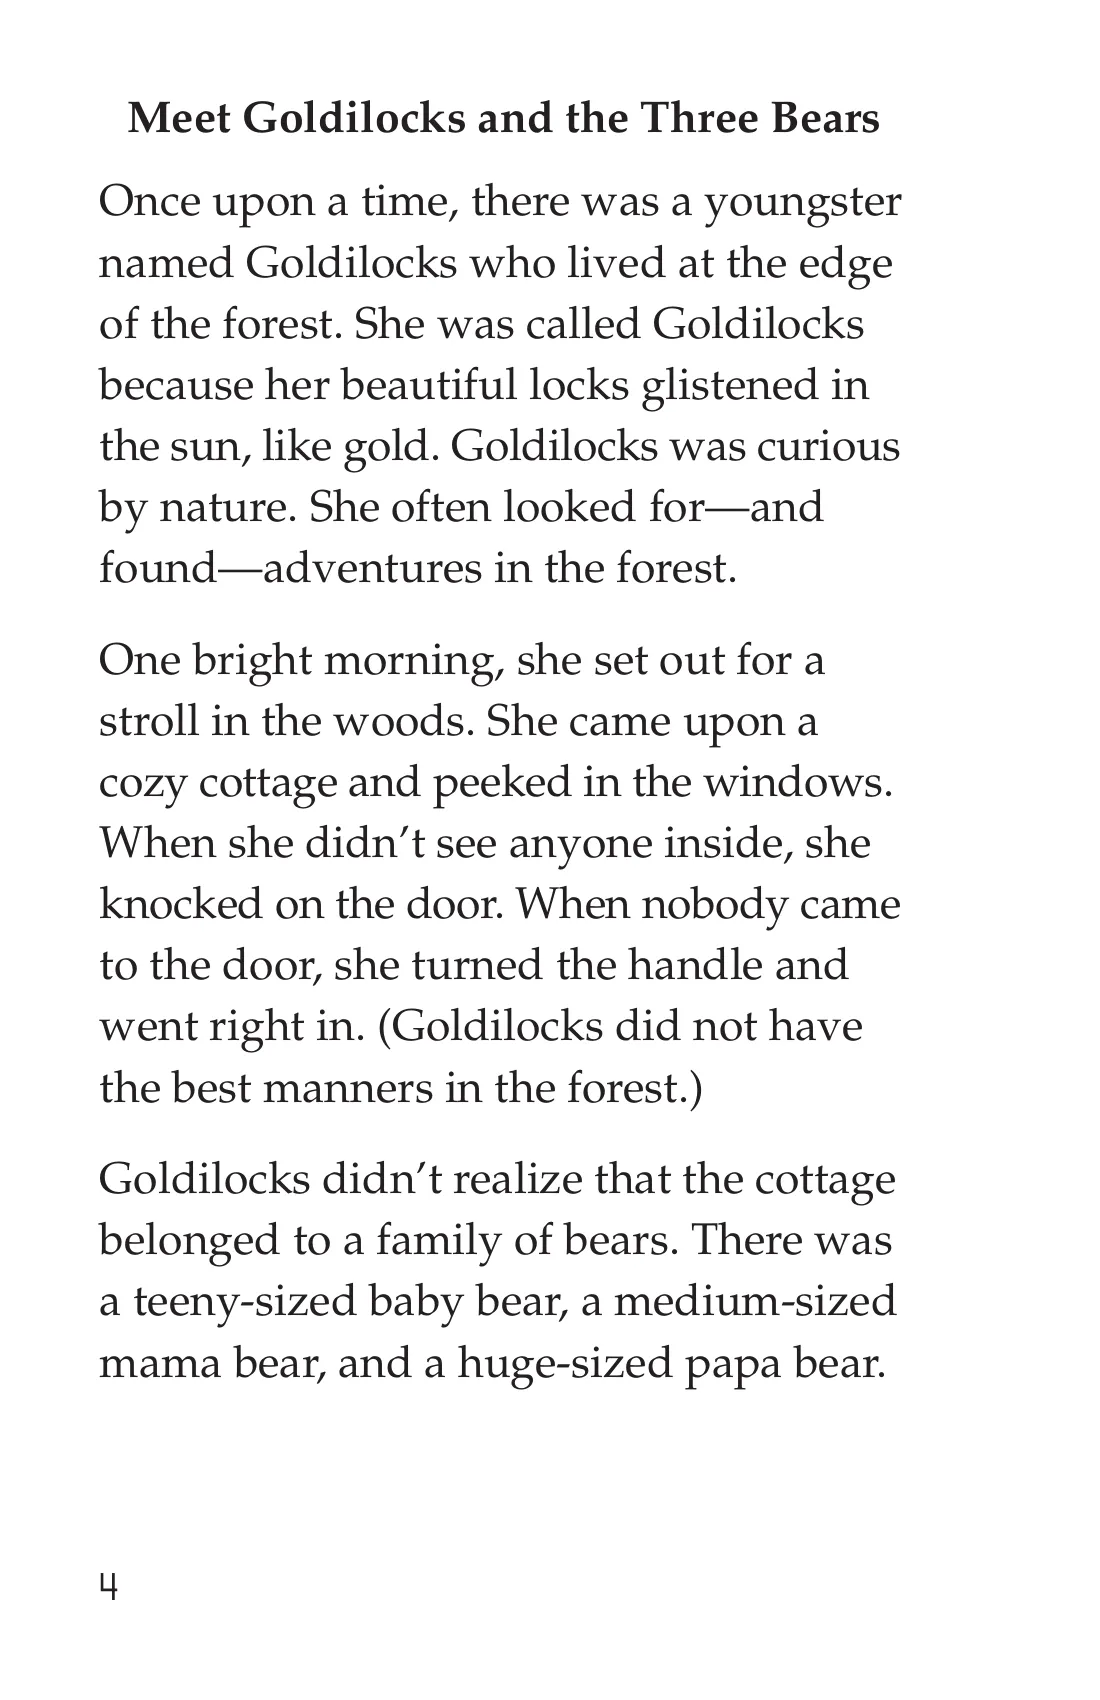 Meet Goldilocks and the Three Bears
Once upon a time, there was a youngster
named Goldilocks who lived at the edge
of the forest. She was called Goldilocks
because her beautiful locks glistened in
the sun, like gold. Goldilocks was curious
by nature. She often looked for—and
found—adventures in the forest.
One bright morning, she set out for a
stroll in the woods. She came upon a
cozy cottage and peeked in the windows.
When she didn’t see anyone inside, she
knocked on the door. When nobody came
to the door, she turned the handle and
went right in. (Goldilocks did not have
the best manners in the forest.)
Goldilocks didn’t realize that the cottage
belonged to a family of bears. There was
a teeny-sized baby bear, a medium-sized
mama bear, and a huge-sized papa bear.
4